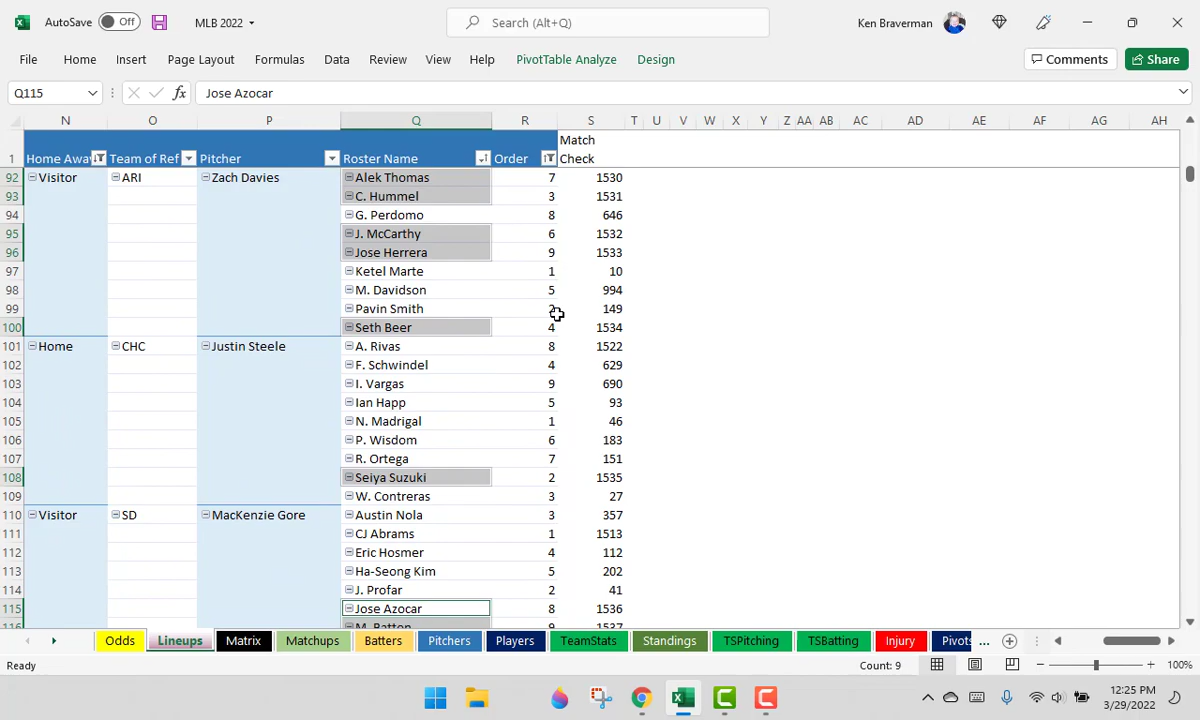 AutoSave Off MLB 2022 Search (Alt+Q) Ken Braverman
File Home Insert Page Layout Formulas Data Review View Help PivotTable Analyze Design Comments Share
Q115 fx Jose Azocar
N O P Q R S T U V W X Y Z AA AB AC AD AE AF AG AH
Match
1 Home Away Team of Ref Pitcher Roster Name Order Check
92 Visitor ARI Zach Davies Alek Thomas 7 1530
93 C. Hummel 3 1531
94 G. Perdomo 8 646
95 J. McCarthy 6 1532
96 Jose Herrera 9 1533
97 Ketel Marte 1 10
98 M. Davidson 5 994
99 Pavin Smith 2 149
100 Seth Beer 4 1534
101 Home CHC Justin Steele A. Rivas 8 1522
102 F. Schwindel 4 629
103 I. Vargas 9 690
104 Ian Happ 5 93
105 N. Madrigal 1 46
106 P. Wisdom 6 183
107 R. Ortega 7 151
108 Seiya Suzuki 2 1535
109 W. Contreras 3 27
110 Visitor SD MacKenzie Gore Austin Nola 3 357
111 CJ Abrams 1 1513
112 Eric Hosmer 4 112
113 Ha-Seong Kim 5 202
114 J. Profar 2 41
115 Jose Azocar 8 1536
116 M. Batten 9 1537
Odds Lineups Matrix Matchups Batters Pitchers Players TeamStats Standings TSPitching TSBatting Injury Pivots ...
Ready Count: 9 100%
12:25 PM
3/29/2022